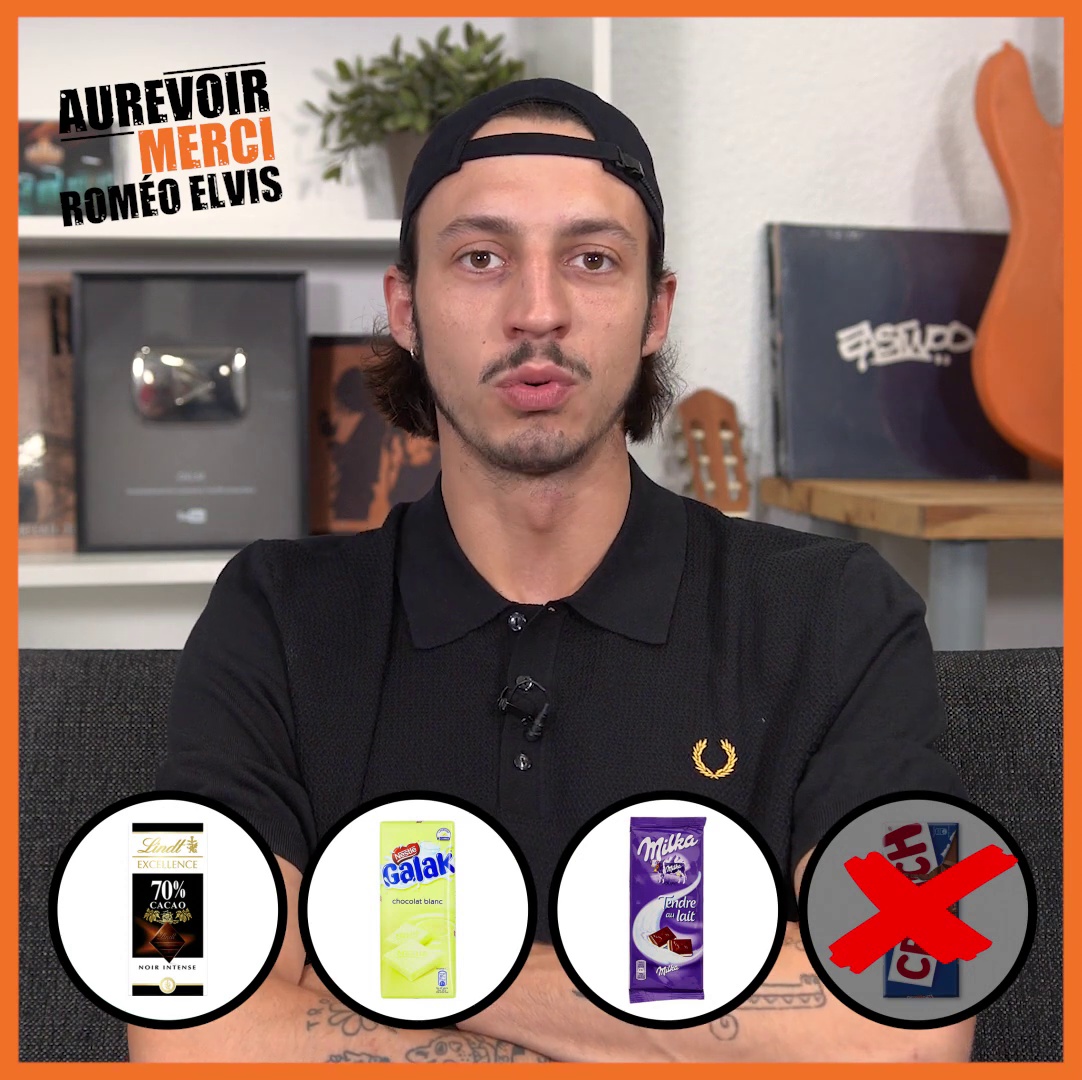 AUREVOIR
MERCI
ROMÉO ELVIS
Lindt
EXCELLENCE
70%
CACAO
NOIR INTENSE
Nestlé
Galak
chocolat blanc
Milka
Tendre
au lait
Milka